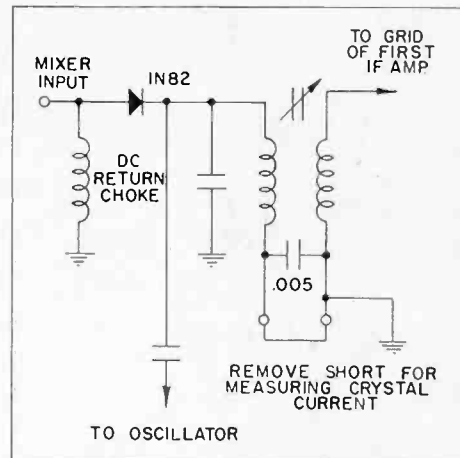 TO GRID
OF FIRST
IF AMP.
MIXER
INPUT
IN82
DC
RETURN
CHOKE
.005
REMOVE SHORT FOR
MEASURING CRYSTAL
CURRENT
TO OSCILLATOR